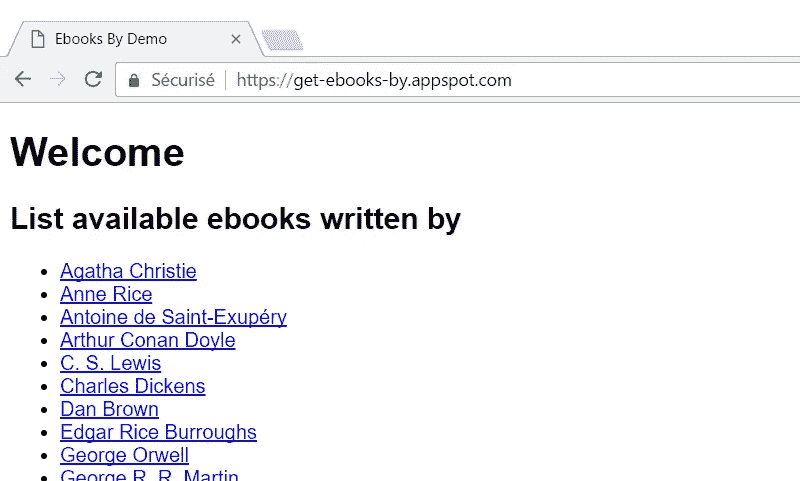 Ebooks By Demo
Sécurisé https://get-ebooks-by.appspot.com
Welcome
List available ebooks written by
Agatha Christie
Anne Rice
Antoine de Saint-Exupéry
Arthur Conan Doyle
C. S. Lewis
Charles Dickens
Dan Brown
Edgar Rice Burroughs
George Orwell
George R. R. Martin